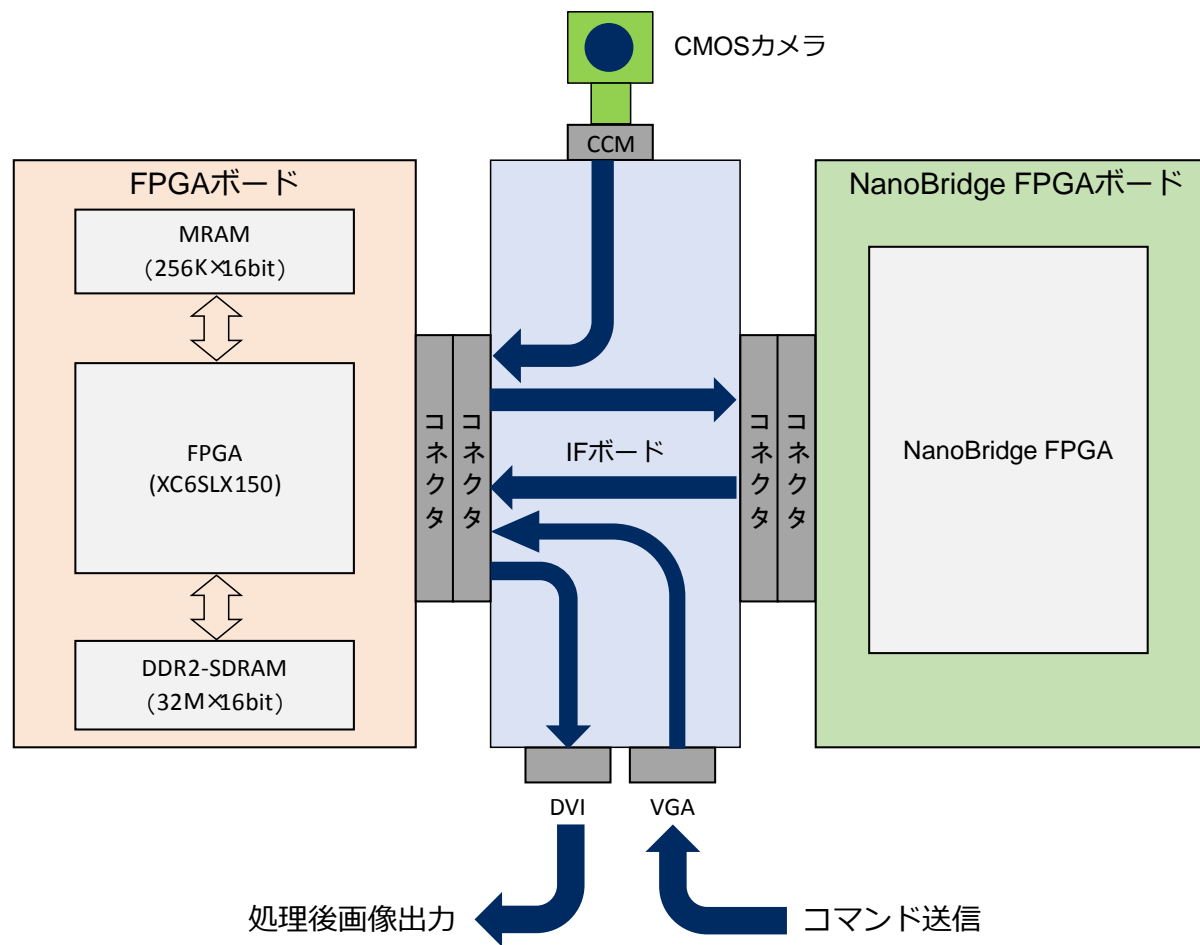 CMOSカメラ
CCM
FPGAボード
MRAM
（256K×16bit）
FPGA
(XC6SLX150)
DDR2-SDRAM
（32M×16bit）
コネクタ
コネクタ
IFボード
コネクタ
コネクタ
NanoBridge FPGAボード
NanoBridge FPGA
DVI
VGA
処理後画像出力
コマンド送信